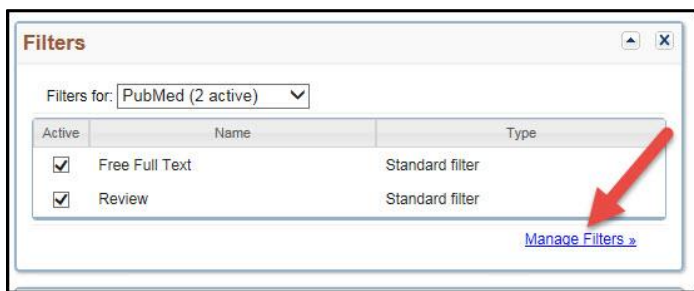 Filters
Filters for: PubMed (2 active)
Active Name Type
Free Full Text Standard filter
Review Standard filter
Manage Filters »